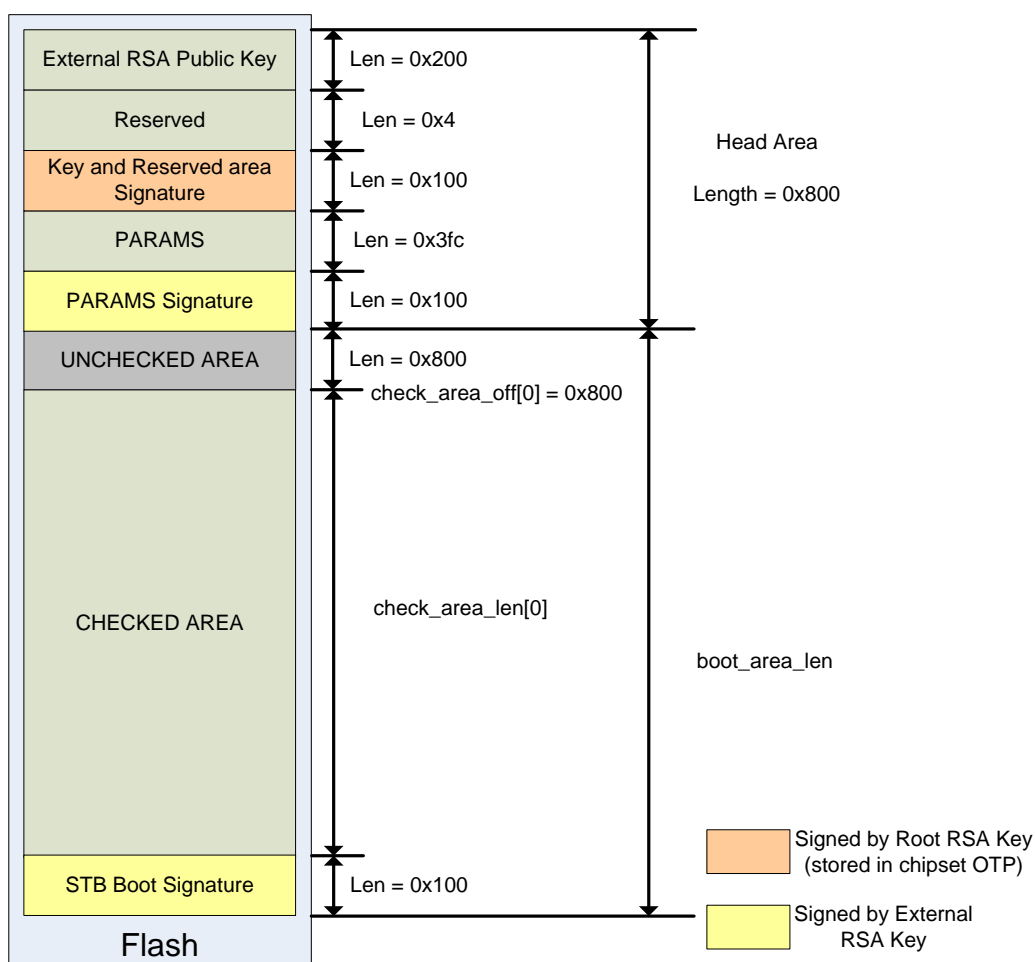 External RSA Public Key
Len = 0x200
Reserved
Len = 0x4
Key and Reserved area
Signature
Len = 0x100
Head Area
Length = 0x800
PARAMS
Len = 0x3fc
PARAMS Signature
Len = 0x100
UNCHECKED AREA
Len = 0x800
check_area_off[0] = 0x800
CHECKED AREA
check_area_len[0]
boot_area_len
STB Boot Signature
Len = 0x100
Flash
Signed by Root RSA Key
(stored in chipset OTP)
Signed by External
RSA Key